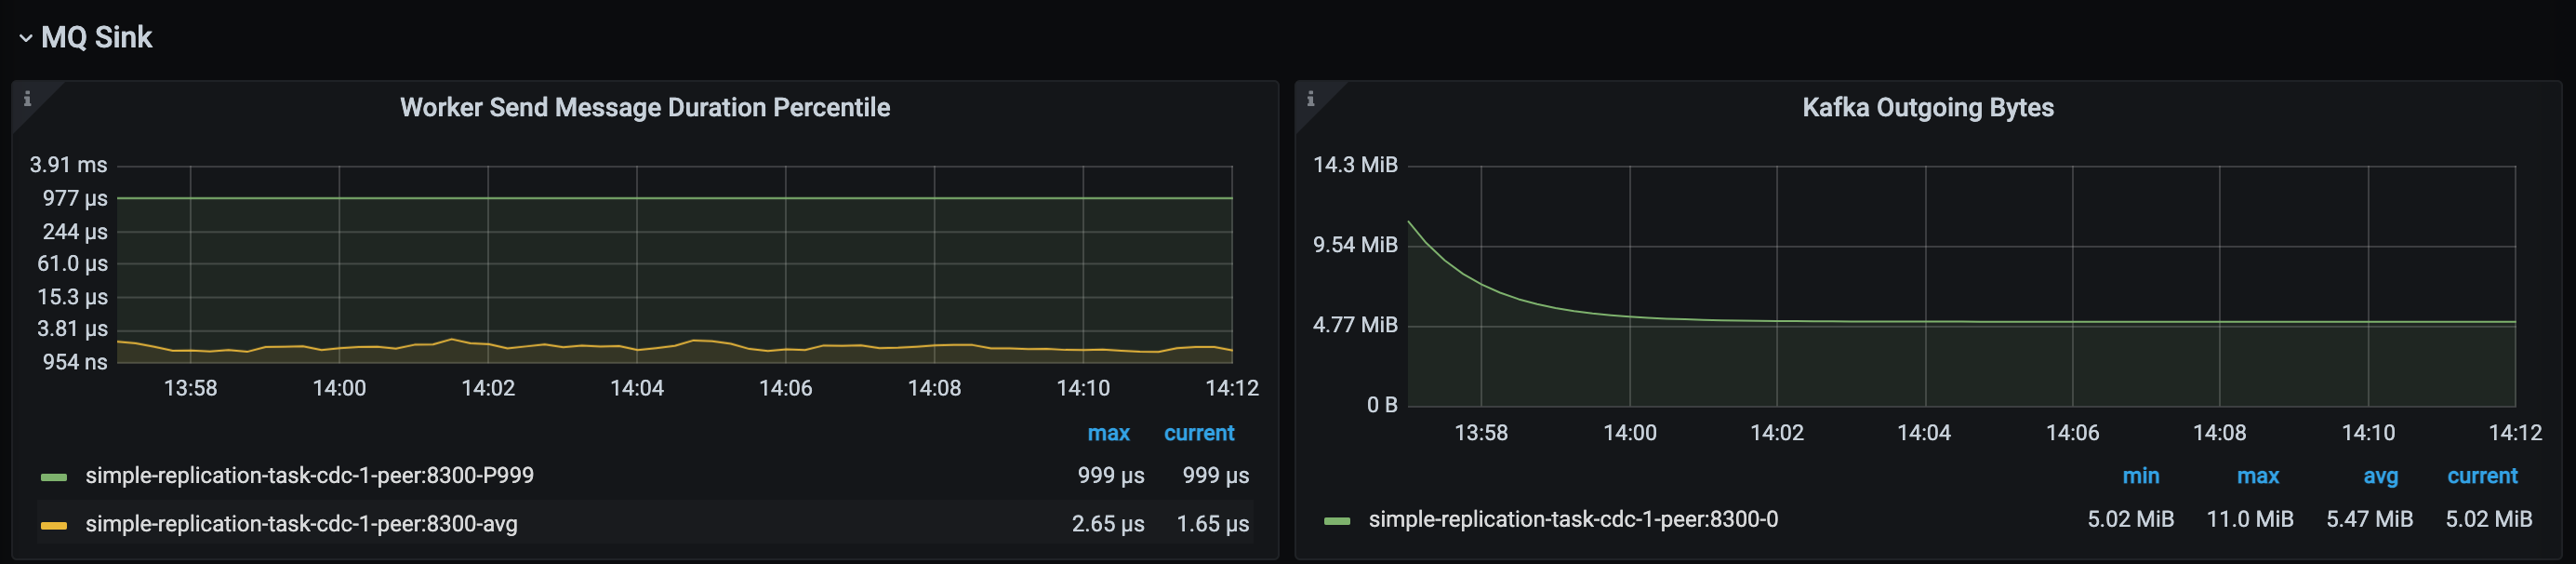 MQ Sink
i
Worker Send Message Duration Percentile
3.91 ms
977 µs
244 µs
61.0 µs
15.3 µs
3.81 µs
954 ns
13:58 14:00 14:02 14:04 14:06 14:08 14:10 14:12
max current
simple-replication-task-cdc-1-peer:8300-P999 999 µs 999 µs
simple-replication-task-cdc-1-peer:8300-avg 2.65 µs 1.65 µs
i
Kafka Outgoing Bytes
14.3 MiB
9.54 MiB
4.77 MiB
0 B
13:58 14:00 14:02 14:04 14:06 14:08 14:10 14:12
min max avg current
simple-replication-task-cdc-1-peer:8300-0 5.02 MiB 11.0 MiB 5.47 MiB 5.02 MiB